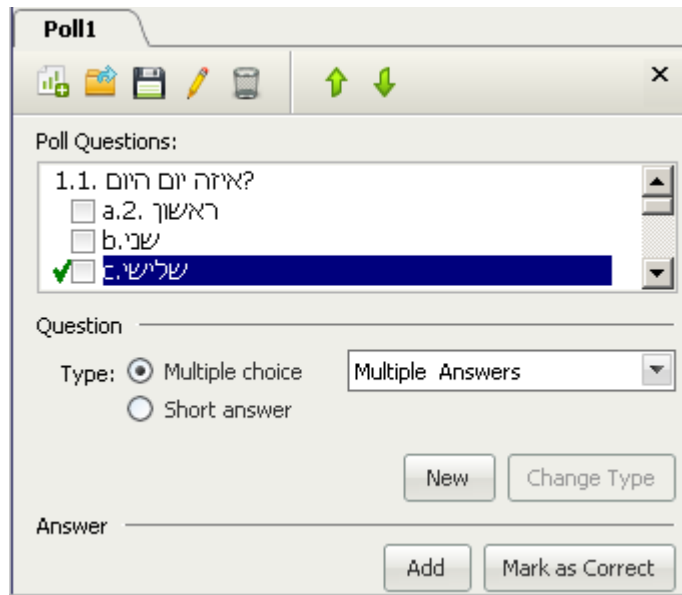 Poll1
Poll Questions:
1.1. איזה יום היום?
a.2. ראשון
b.שני
c.שלישי
Question
Type: Multiple choice Multiple Answers
Short answer
New Change Type
Answer
Add Mark as Correct